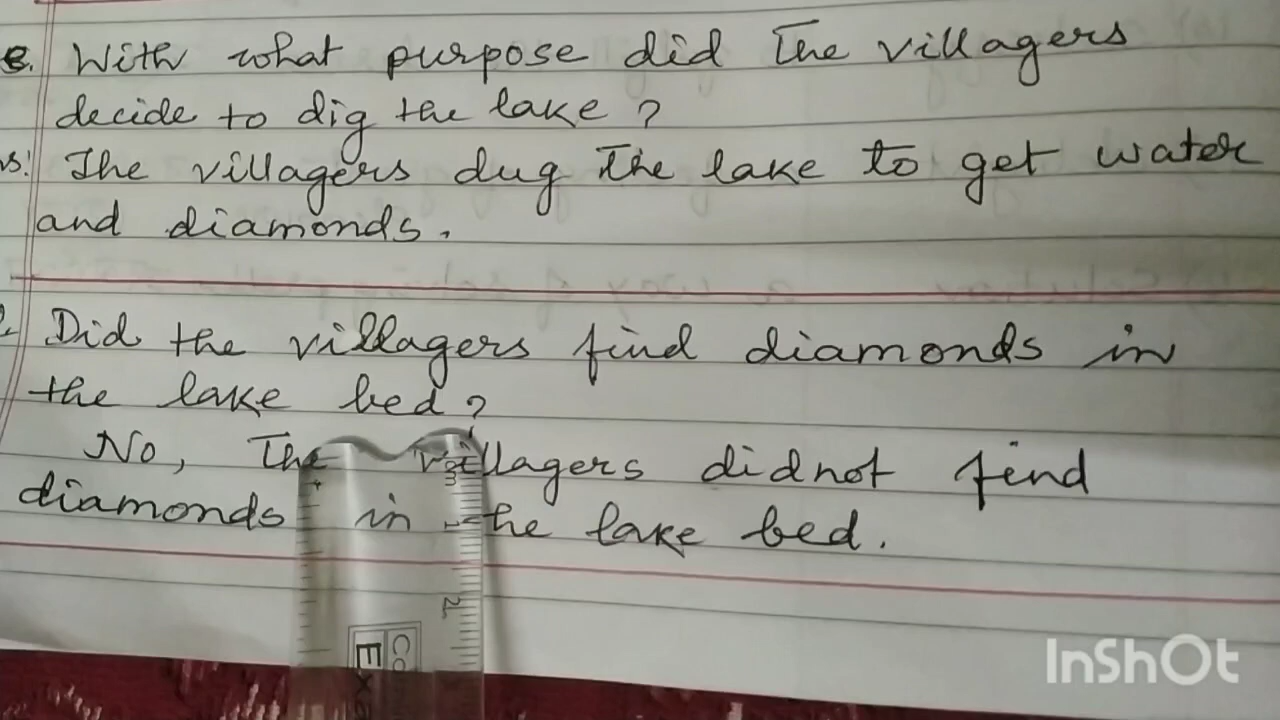 8. With what purpose did the villagers
decide to dig the lake?
ns: The villagers dug the lake to get water
and diamonds.
Did the villagers find diamonds in
the lake bed?
No, The villagers didnot find
diamonds in the lake bed.
2
InShOt